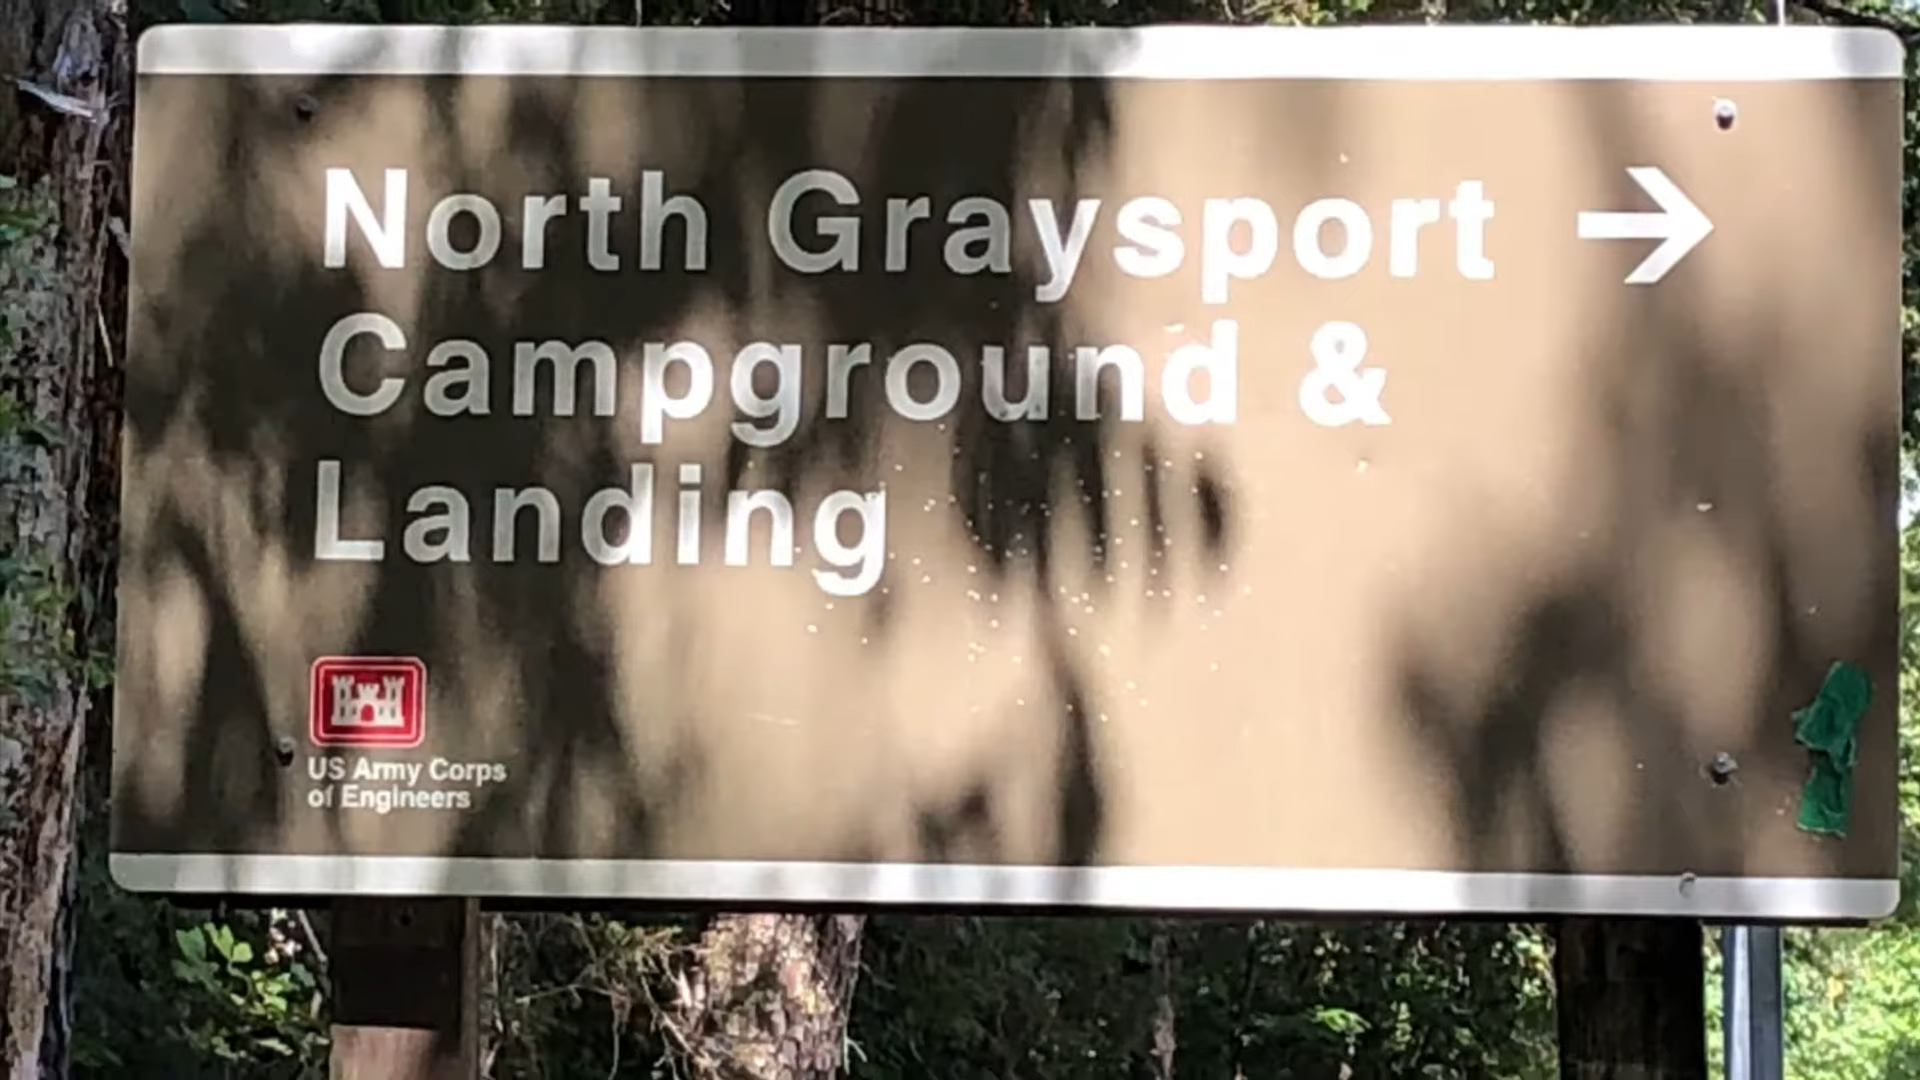 North Graysport →
Campground &
Landing
US Army Corps
of Engineers